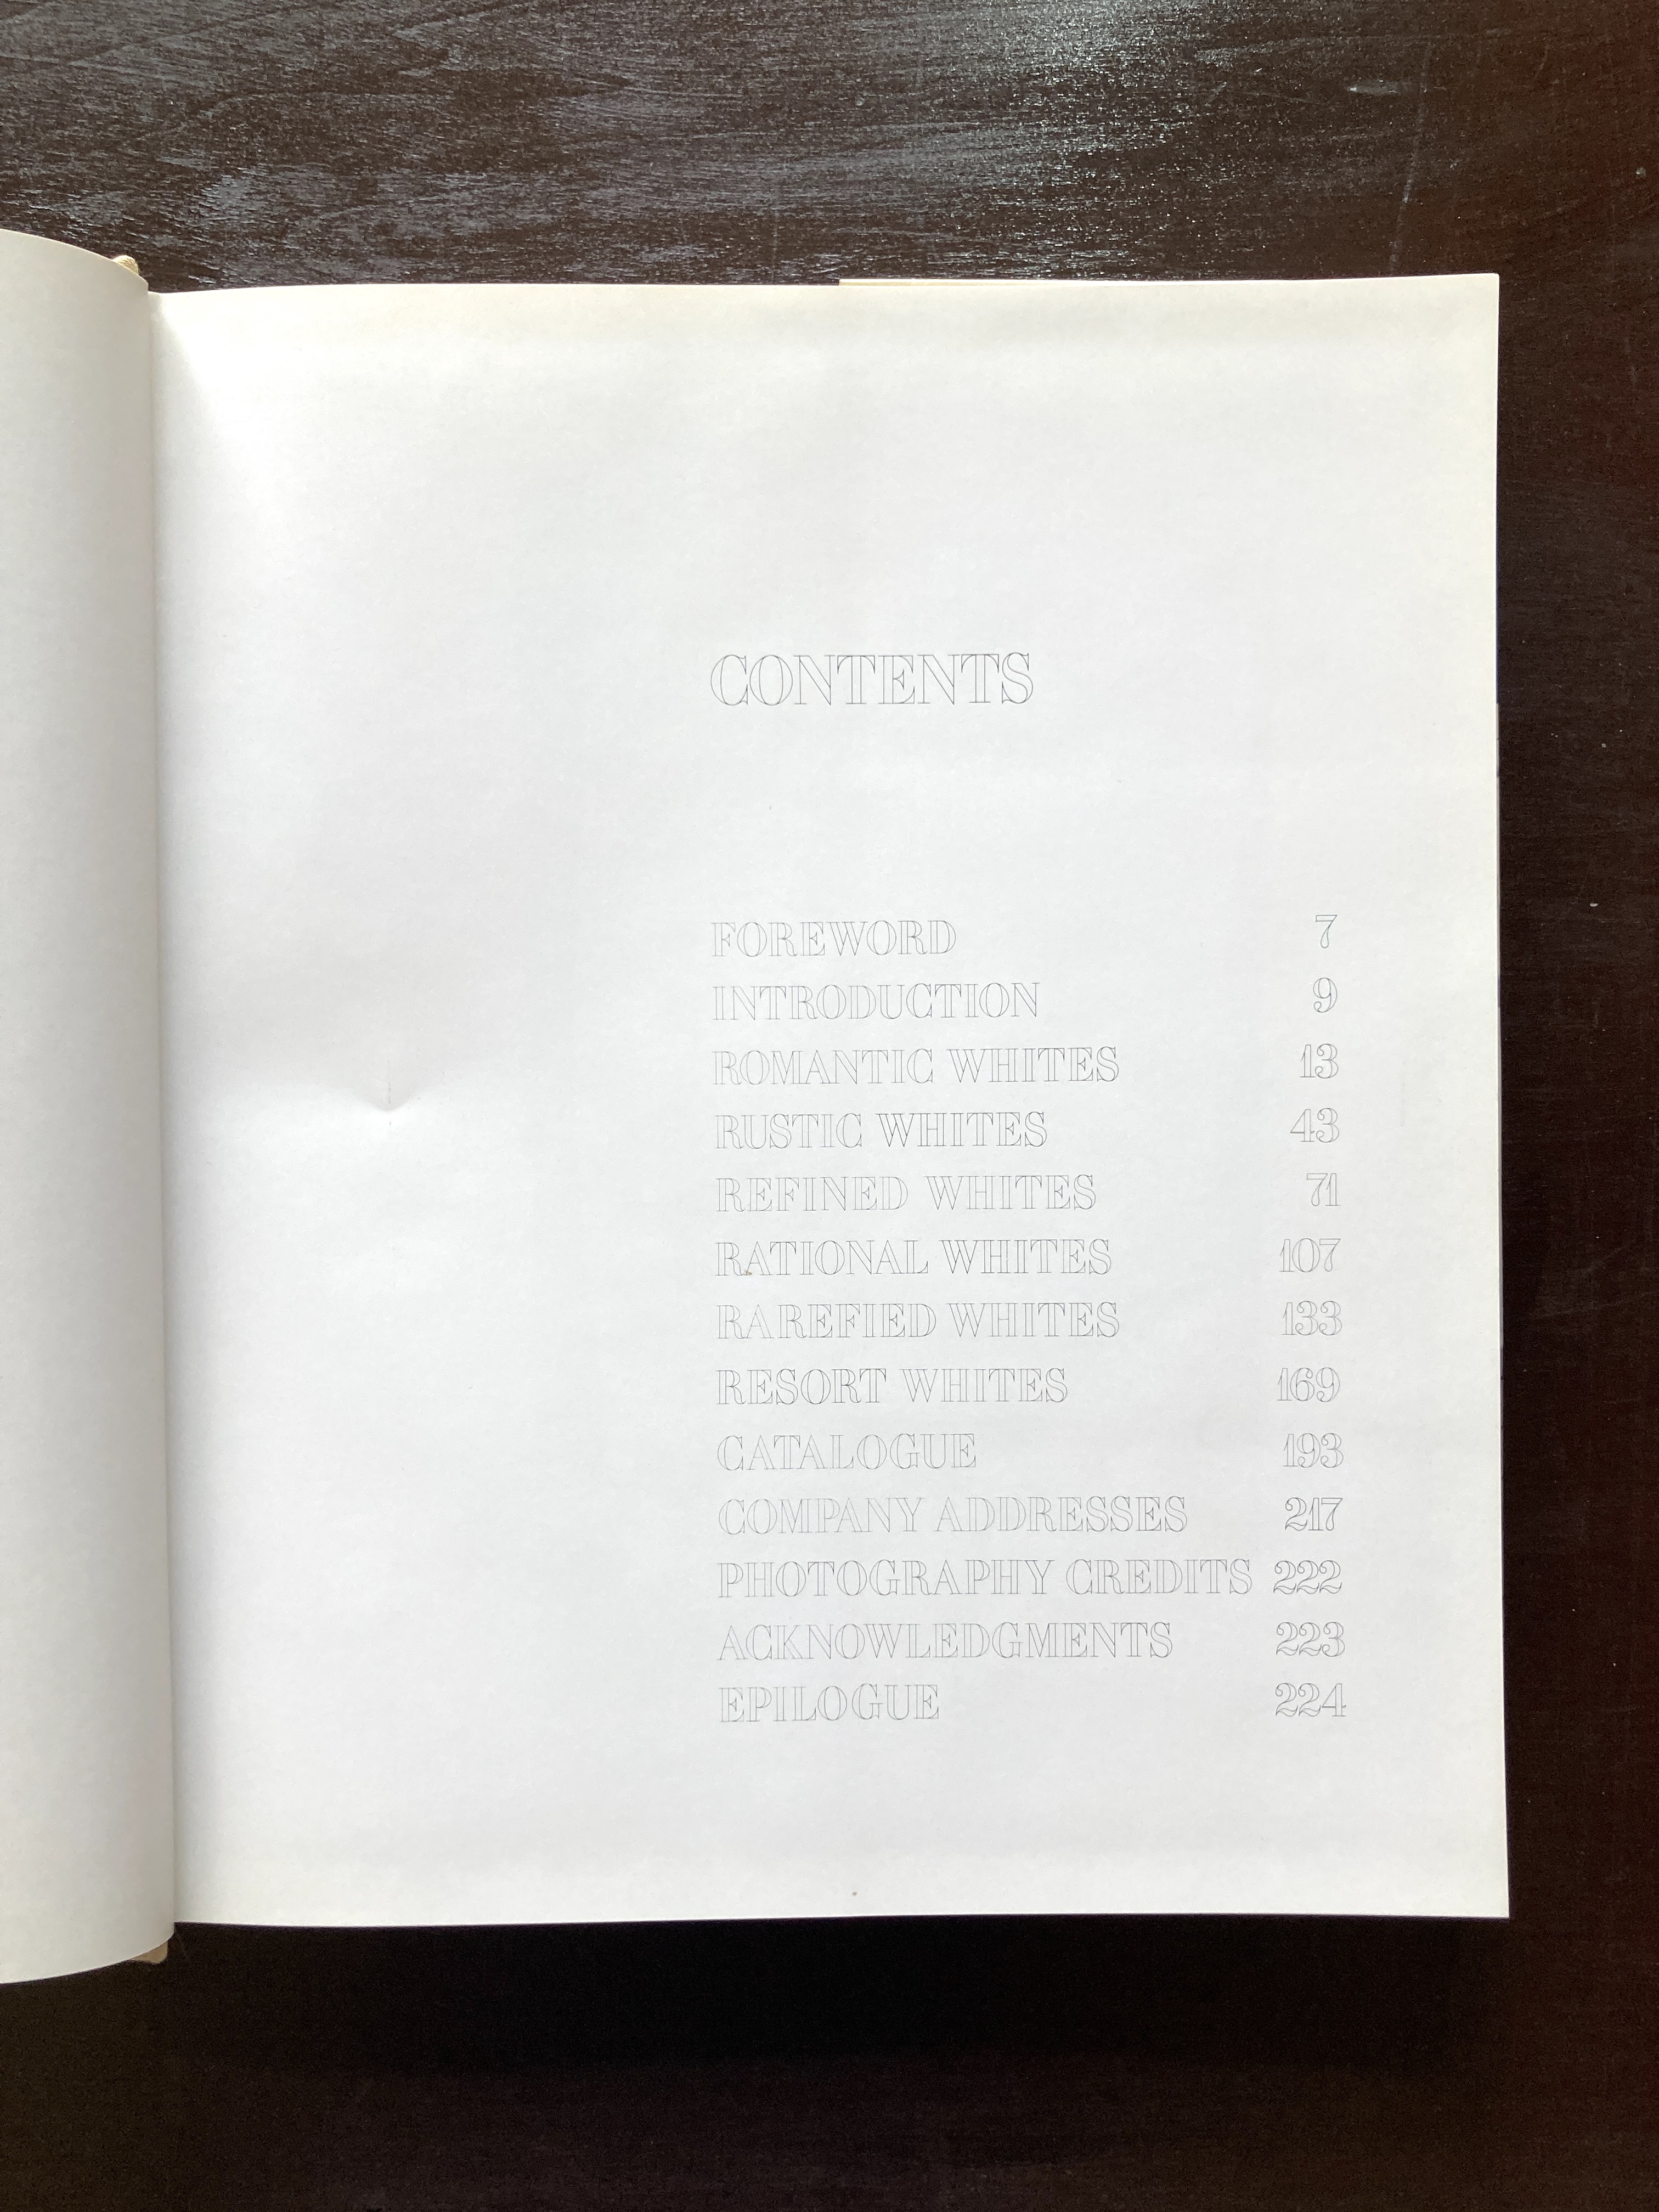 CONTENTS
FOREWORD 7
INTRODUCTION 9
ROMANTIC WHITES 13
RUSTIC WHITES 43
REFINED WHITES 71
RATIONAL WHITES 107
RAREFIED WHITES 133
RESORT WHITES 169
CATALOGUE 193
COMPANY ADDRESSES 217
PHOTOGRAPHY CREDITS 222
ACKNOWLEDGMENTS 223
EPILOGUE 224